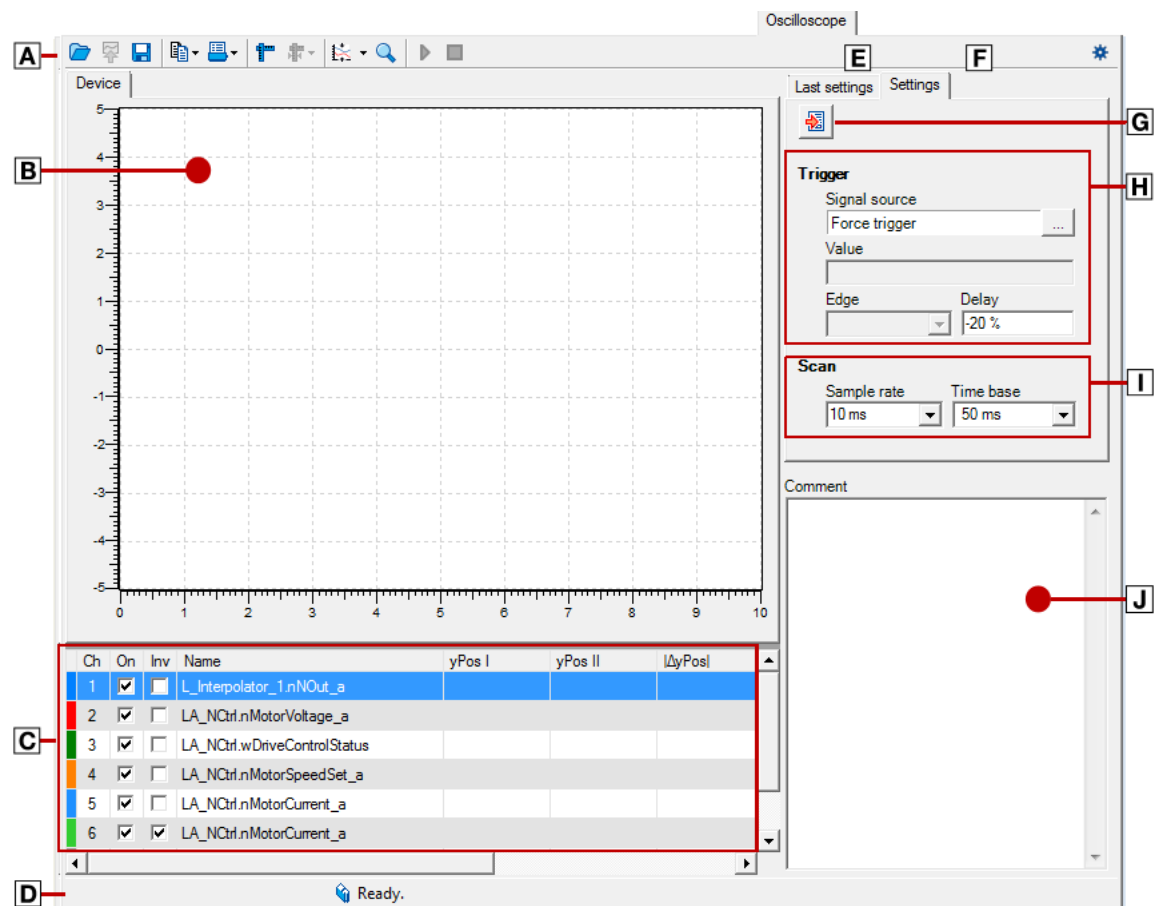 Oscilloscope
A
E
F
Device
Last settings Settings
G
B
5
4
3
2
1
0
-1
-2
-3
-4
-5
0 1 2 3 4 5 6 7 8 9 10
Trigger
H
Signal source
Force trigger ...
Value
Edge Delay
-20 %
Scan
I
Sample rate Time base
10 ms 50 ms
Comment
J
C
Ch On Inv Name yPos I yPos II |ΔyPos|
1 L_Interpolator_1.nNOut_a
2 LA_NCtrl.nMotorVoltage_a
3 LA_NCtrl.wDriveControlStatus
4 LA_NCtrl.nMotorSpeedSet_a
5 LA_NCtrl.nMotorCurrent_a
6 LA_NCtrl.nMotorCurrent_a
D
Ready.